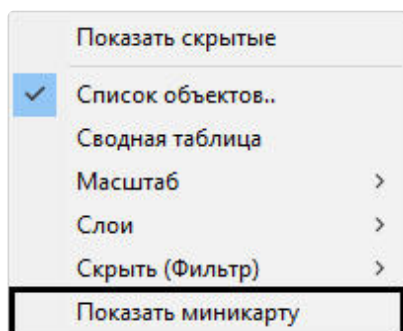 Показать скрытые
Список объектов..
Сводная таблица
Масштаб
Слои
Скрыть (Фильтр)
Показать миникарту